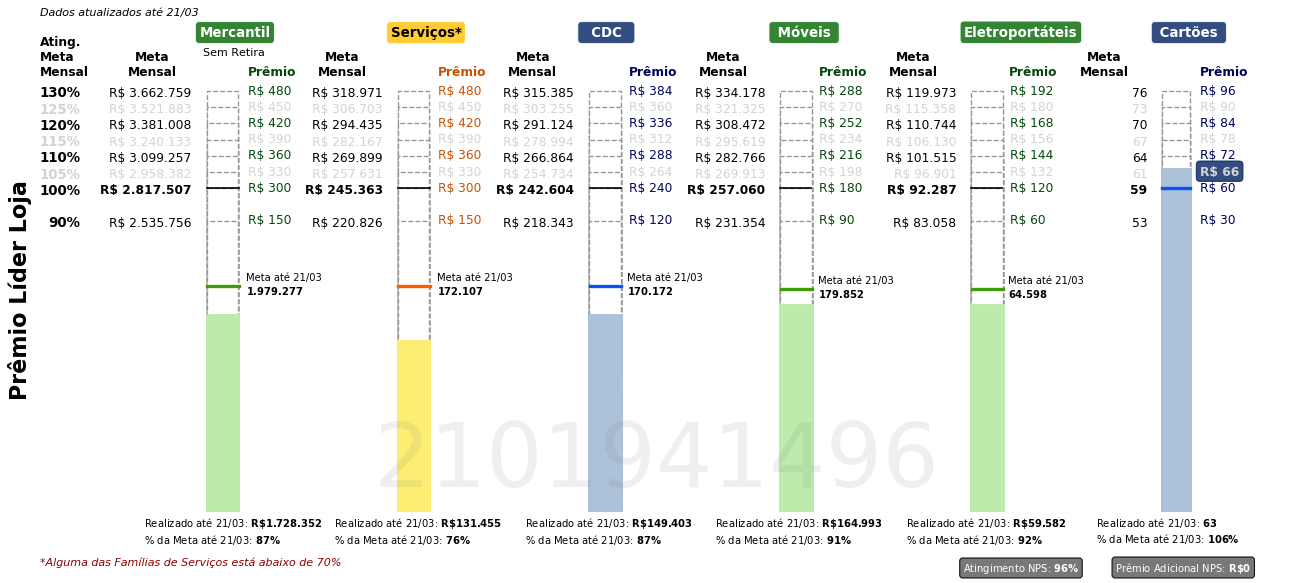 Dados atualizados até 21/03
Mercantil Serviços* CDC Móveis Eletroportáteis Cartões
Sem Retira
Ating. Meta Mensal
Meta Mensal Prêmio Meta Mensal Prêmio Meta Mensal Prêmio Meta Mensal Prêmio Meta Mensal Prêmio Meta Mensal Prêmio
130% R$ 3.662.759 R$ 480 R$ 318.971 R$ 480 R$ 315.385 R$ 384 R$ 334.178 R$ 288 R$ 119.973 R$ 192 76 R$ 96
125% R$ 3.521.883 R$ 450 R$ 306.703 R$ 450 R$ 303.255 R$ 360 R$ 321.325 R$ 270 R$ 115.358 R$ 180 73 R$ 90
120% R$ 3.381.008 R$ 420 R$ 294.435 R$ 420 R$ 291.124 R$ 336 R$ 308.472 R$ 252 R$ 110.744 R$ 168 70 R$ 84
115% R$ 3.240.133 R$ 390 R$ 282.167 R$ 390 R$ 278.994 R$ 312 R$ 295.619 R$ 234 R$ 106.130 R$ 156 67 R$ 78
110% R$ 3.099.257 R$ 360 R$ 269.899 R$ 360 R$ 266.864 R$ 288 R$ 282.766 R$ 216 R$ 101.515 R$ 144 64 R$ 72
105% R$ 2.958.382 R$ 330 R$ 257.631 R$ 330 R$ 254.734 R$ 264 R$ 269.913 R$ 198 R$ 96.901 R$ 132 61 R$ 66
100% R$ 2.817.507 R$ 300 R$ 245.363 R$ 300 R$ 242.604 R$ 240 R$ 257.060 R$ 180 R$ 92.287 R$ 120 59 R$ 60
90% R$ 2.535.756 R$ 150 R$ 220.826 R$ 150 R$ 218.343 R$ 120 R$ 231.354 R$ 90 R$ 83.058 R$ 60 53 R$ 30
Prêmio Líder Loja
Meta até 21/03 Meta até 21/03 Meta até 21/03 Meta até 21/03 Meta até 21/03
1.979.277 172.107 170.172 179.852 64.598
2101941496
Realizado até 21/03: R$1.728.352 Realizado até 21/03: R$131.455 Realizado até 21/03: R$149.403 Realizado até 21/03: R$164.993 Realizado até 21/03: R$59.582 Realizado até 21/03: 63
% da Meta até 21/03: 87% % da Meta até 21/03: 76% % da Meta até 21/03: 87% % da Meta até 21/03: 91% % da Meta até 21/03: 92% % da Meta até 21/03: 106%
*Alguma das Famílias de Serviços está abaixo de 70%
Atingimento NPS: 96% Prêmio Adicional NPS: R$0